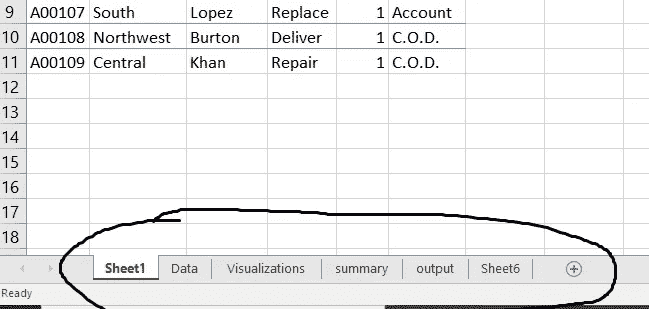 9 A00107 South Lopez Replace 1 Account
10 A00108 Northwest Burton Deliver 1 C.O.D.
11 A00109 Central Khan Repair 1 C.O.D.
12
13
14
15
16
17
18
Sheet1 Data Visualizations summary output Sheet6
Ready